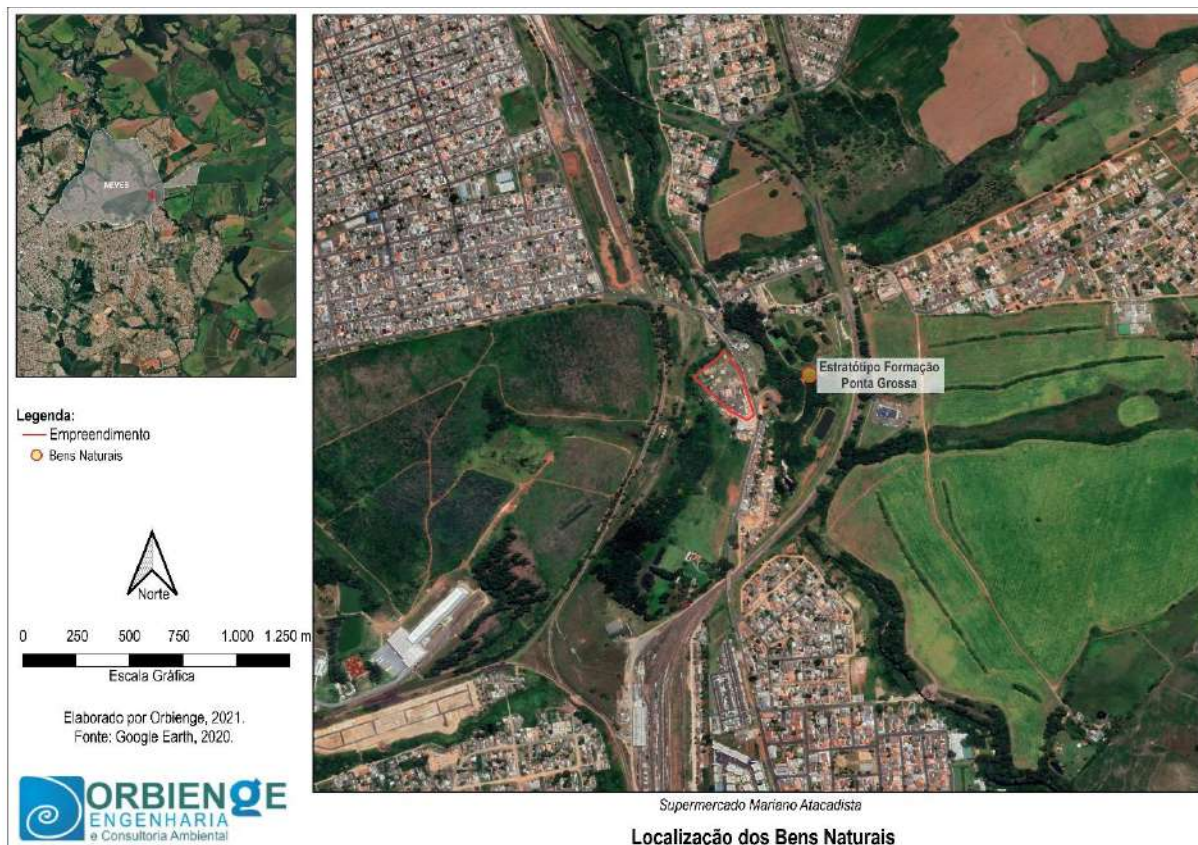 NEVES
Legenda:
Empreendimento
Bens Naturais
Norte
0 250 500 750 1.000 1.250 m
Escala Gráfica
Elaborado por Orbienge, 2021.
Fonte: Google Earth, 2020.
ORBIENGE
ENGENHARIA
e Consultoria Ambiental
Estratótipo Formação
Ponta Grossa
Supermercado Mariano Atacadista
Localização dos Bens Naturais